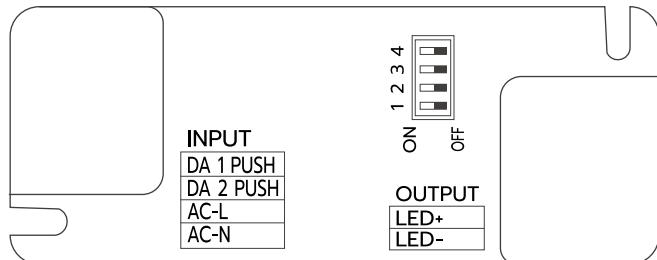 4
3
2
1
ON
OFF
INPUT
DA 1 PUSH
DA 2 PUSH
AC-L
AC-N
OUTPUT
LED+
LED-